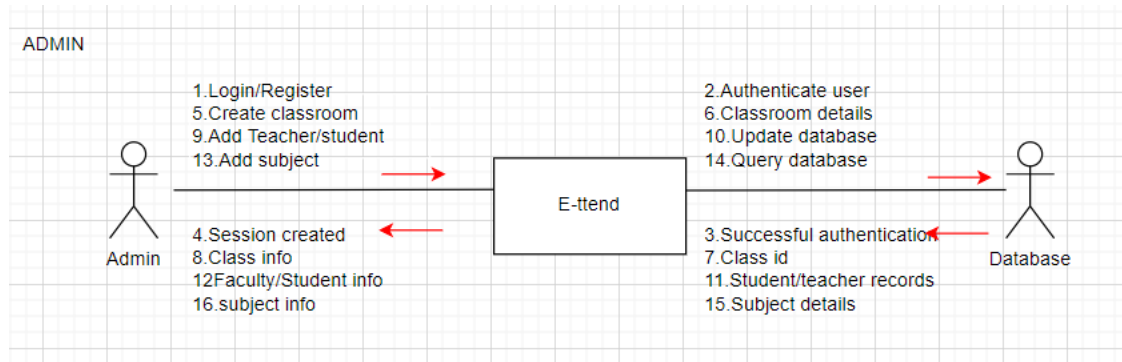 ADMIN
1.Login/Register
5.Create classroom
9.Add Teacher/student
13.Add subject
2.Authenticate user
6.Classroom details
10.Update database
14.Query database
E-ttend
Admin
4.Session created
8.Class info
12Faculty/Student info
16.subject info
3.Successful authentication
7.Class id
11.Student/teacher records
15.Subject details
Database